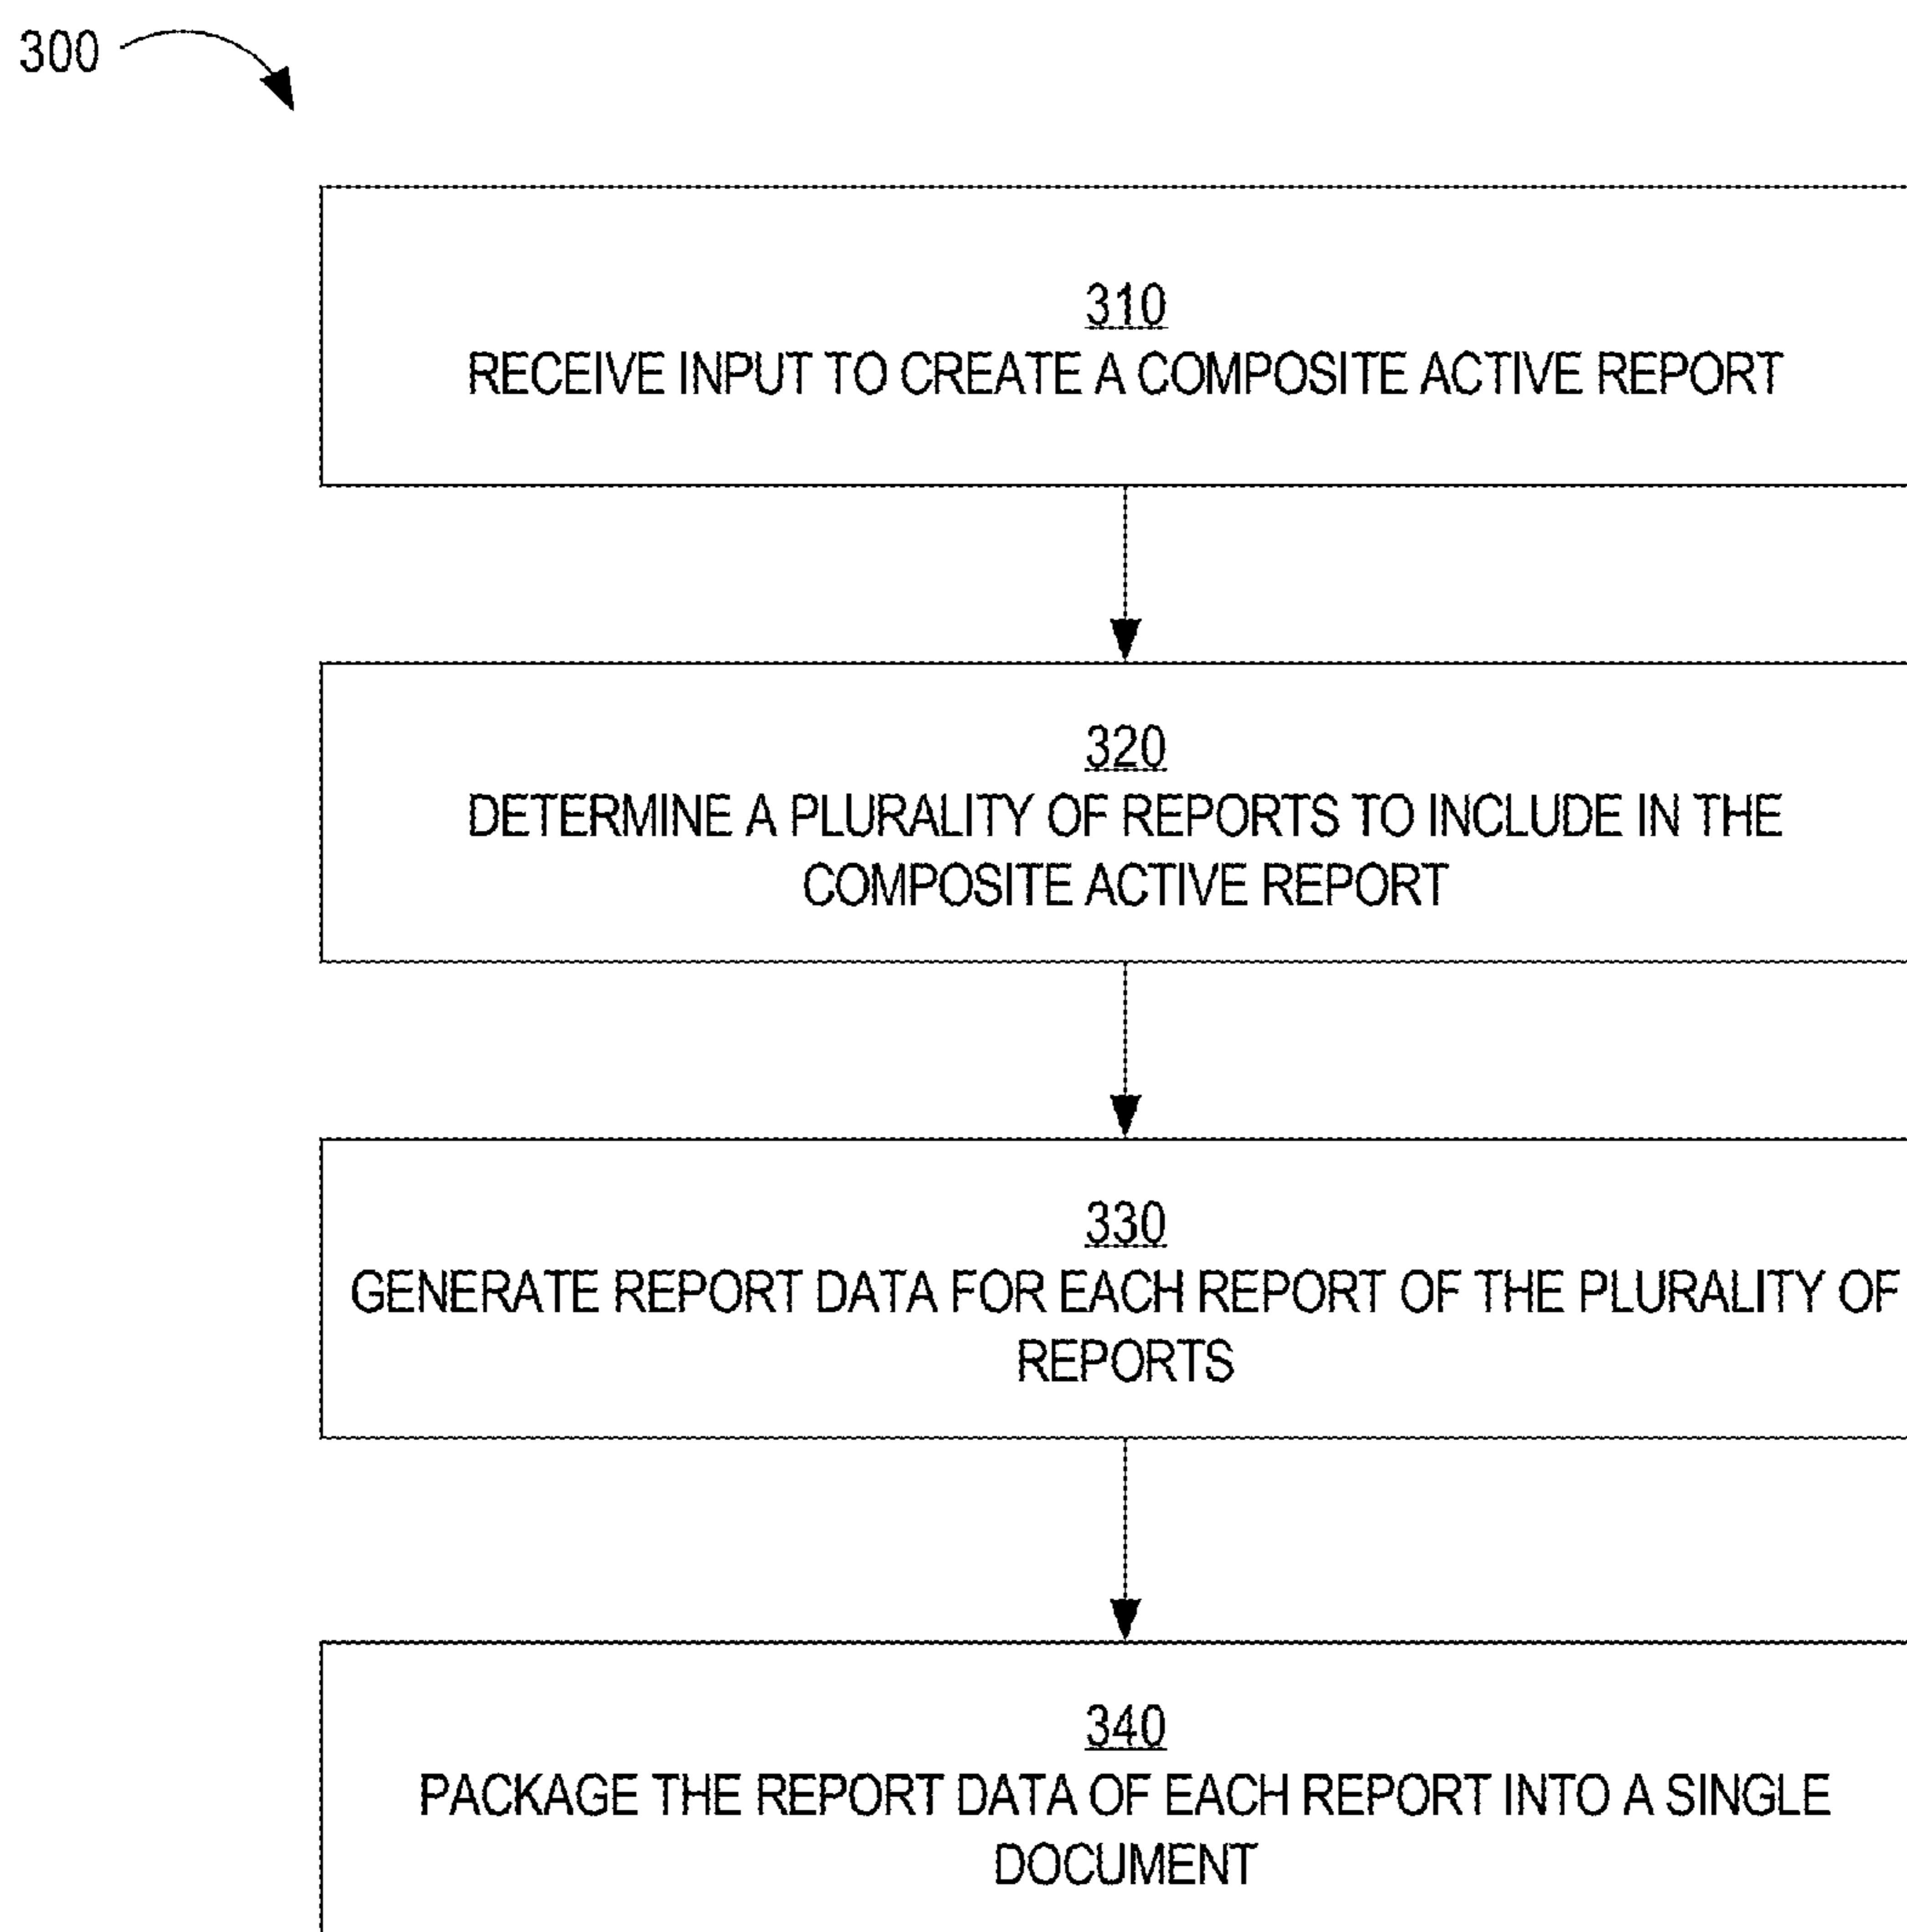 300
310
RECEIVE INPUT TO CREATE A COMPOSITE ACTIVE REPORT
320
DETERMINE A PLURALITY OF REPORTS TO INCLUDE IN THE
COMPOSITE ACTIVE REPORT
330
GENERATE REPORT DATA FOR EACH REPORT OF THE PLURALITY OF
REPORTS
340
PACKAGE THE REPORT DATA OF EACH REPORT INTO A SINGLE
DOCUMENT